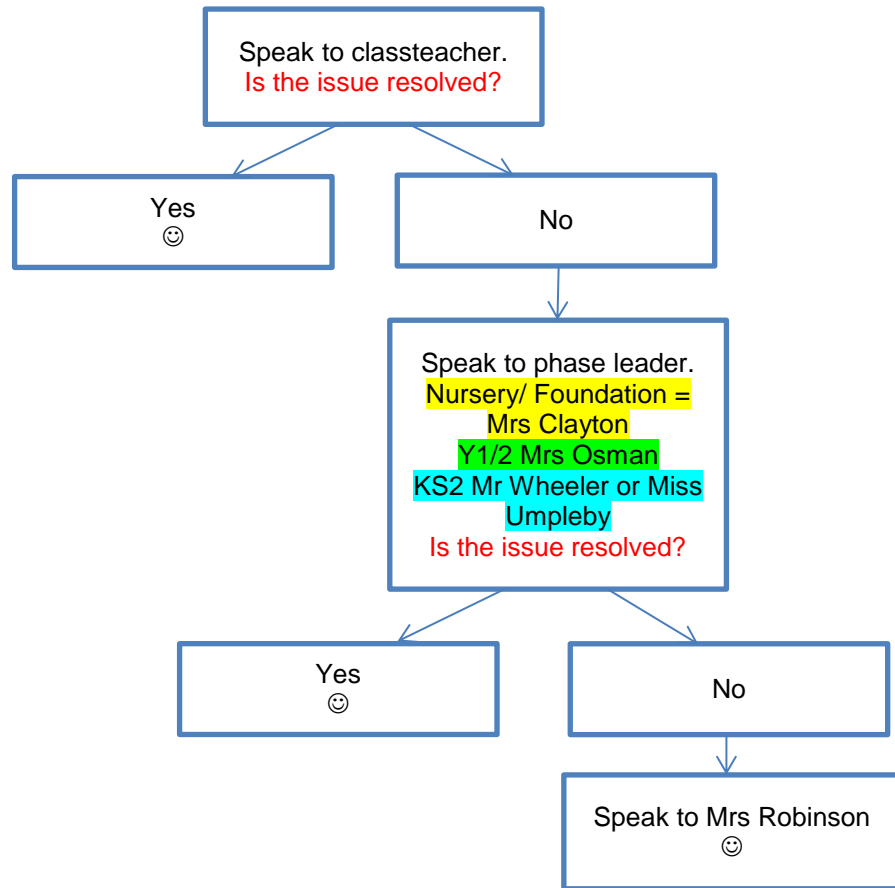 Speak to classteacher.
Is the issue resolved?
Yes
☺
No
Speak to phase leader.
Nursery/ Foundation =
Mrs Clayton
Y1/2 Mrs Osman
KS2 Mr Wheeler or Miss
Umpleby
Is the issue resolved?
Yes
☺
No
Speak to Mrs Robinson
☺